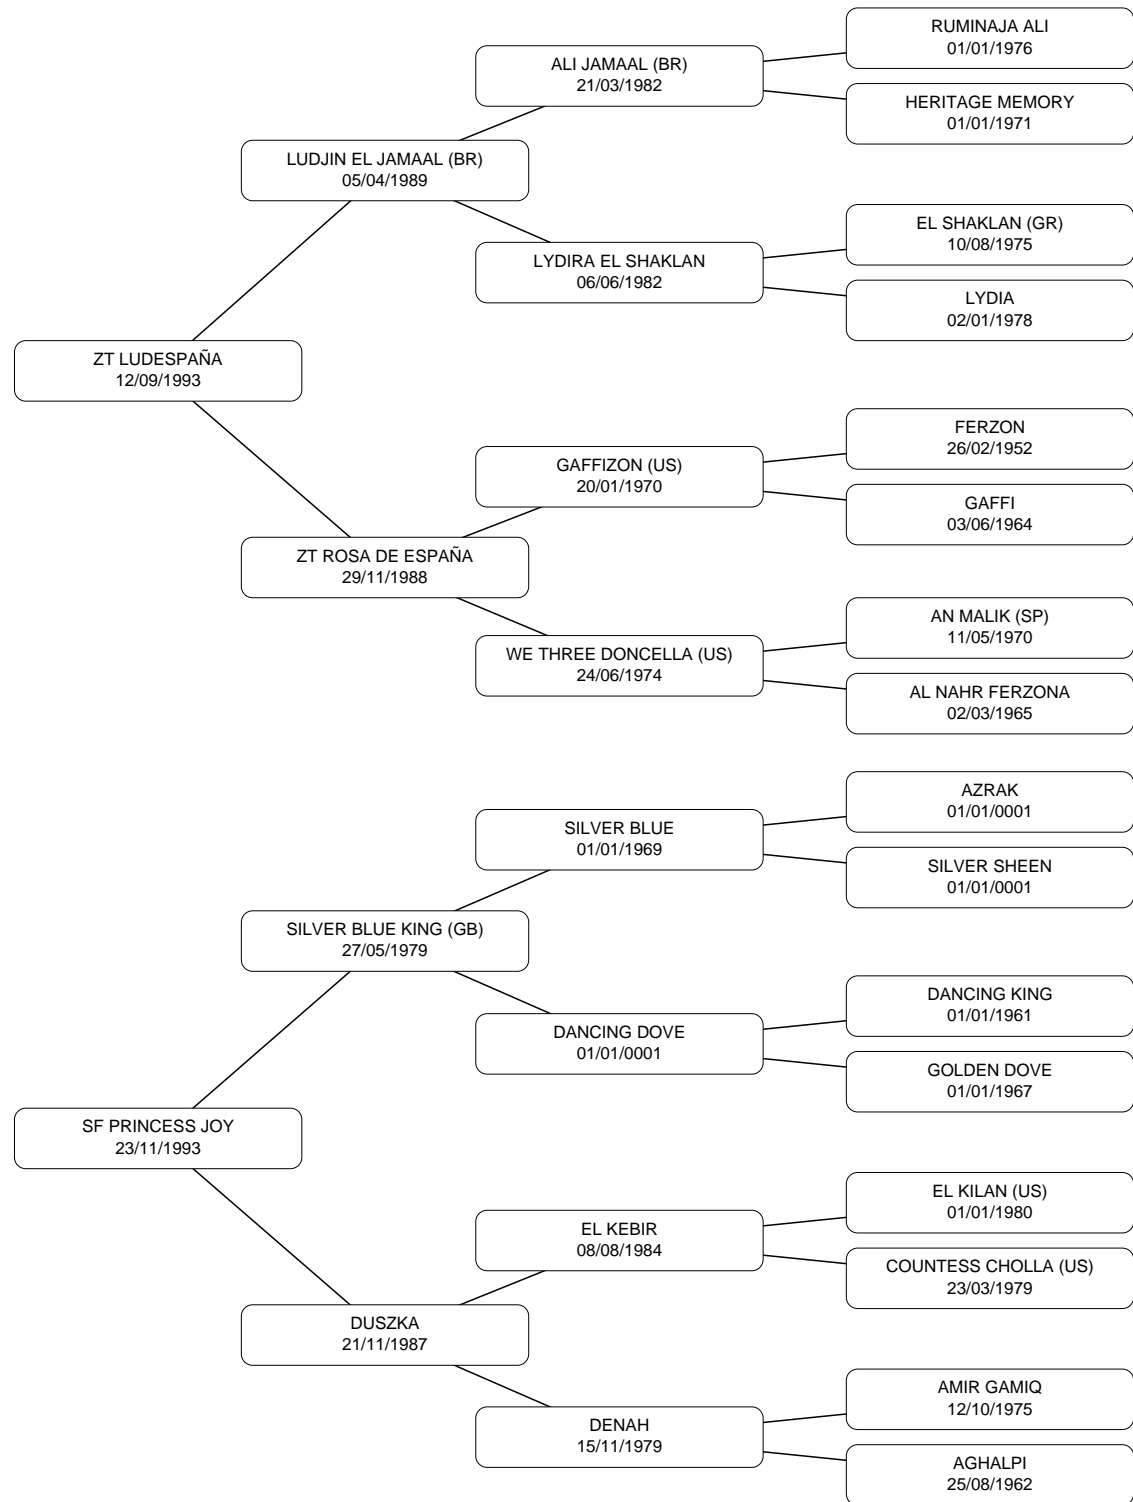 RUMINAJA ALI
01/01/1976
ALI JAMAAL (BR)
21/03/1982
HERITAGE MEMORY
01/01/1971
LUDJIN EL JAMAAL (BR)
05/04/1989
EL SHAKLAN (GR)
10/08/1975
LYDIRA EL SHAKLAN
06/06/1982
LYDIA
02/01/1978
ZT LUDESPAÑA
12/09/1993
FERZON
26/02/1952
GAFFIZON (US)
20/01/1970
GAFFI
03/06/1964
ZT ROSA DE ESPAÑA
29/11/1988
AN MALIK (SP)
11/05/1970
WE THREE DONCELLA (US)
24/06/1974
AL NAHR FERZONA
02/03/1965
AZRAK
01/01/0001
SILVER BLUE
01/01/1969
SILVER SHEEN
01/01/0001
SILVER BLUE KING (GB)
27/05/1979
DANCING KING
01/01/1961
DANCING DOVE
01/01/0001
GOLDEN DOVE
01/01/1967
SF PRINCESS JOY
23/11/1993
EL KILAN (US)
01/01/1980
EL KEBIR
08/08/1984
COUNTESS CHOLLA (US)
23/03/1979
DUSZKA
21/11/1987
AMIR GAMIQ
12/10/1975
DENAH
15/11/1979
AGHALPI
25/08/1962